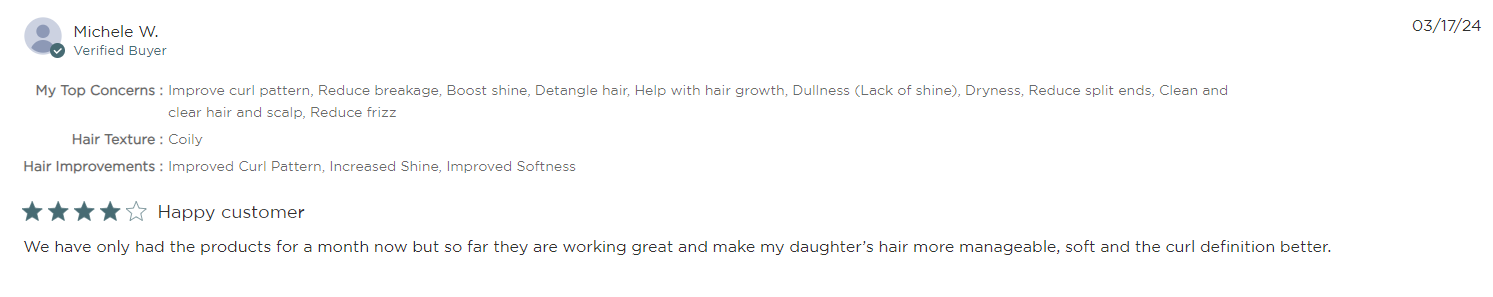 Michele W.
03/17/24
Verified Buyer
My Top Concerns : Improve curl pattern, Reduce breakage, Boost shine, Detangle hair, Help with hair growth, Dullness (Lack of shine), Dryness, Reduce split ends, Clean and
clear hair and scalp, Reduce frizz
Hair Texture : Coily
Hair Improvements : Improved Curl Pattern, Increased Shine, Improved Softness
Happy customer
We have only had the products for a month now but so far they are working great and make my daughter’s hair more manageable, soft and the curl definition better.